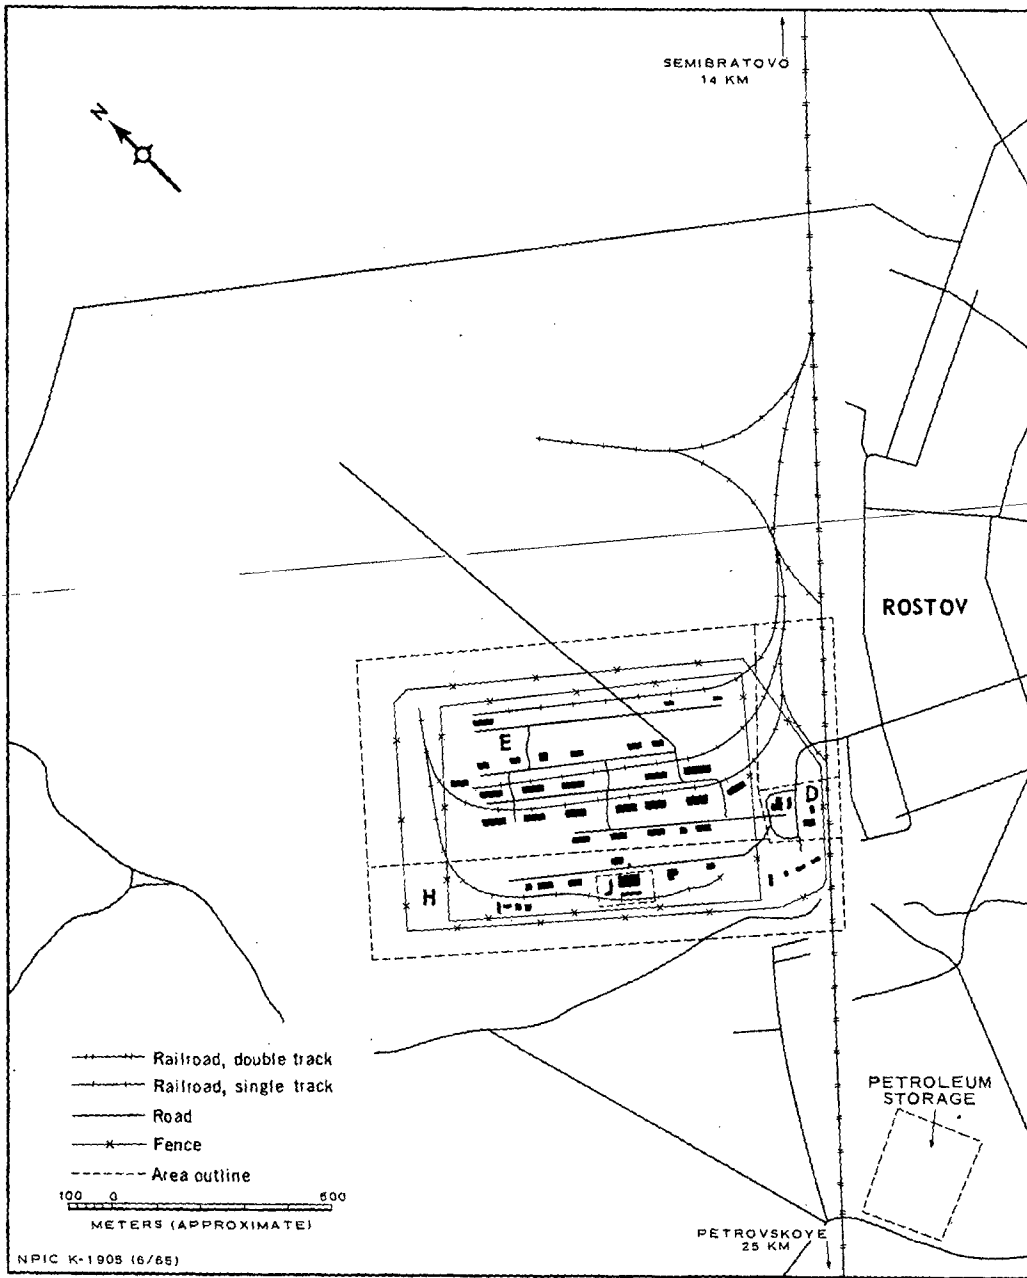 SEMIBRATOVO
14 KM
N
ROSTOV
E
D
H
J
F
Railroad, double track
Railroad, single track
Road
Fence
Area outline
100 0 500
METERS (APPROXIMATE)
PETROLEUM
STORAGE
PETROVSKOYE
25 KM
NPIC K-1905 (6/65)